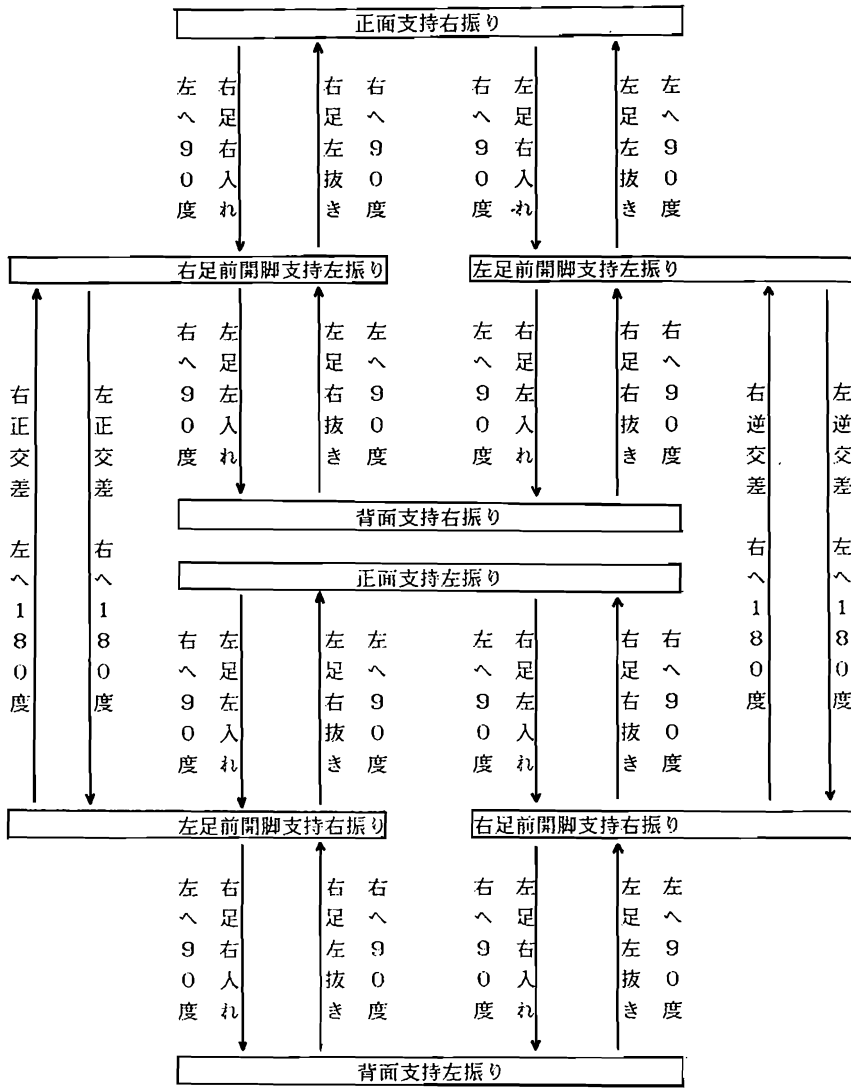 正面支持右振り
左へ90度
右足右入れ
右足左抜き
右へ90度
右へ90度
左足右入れ
左足左抜き
左へ90度
右足前開脚支持左振り
左足前開脚支持左振り
右正交差 左へ180度
左正交差 右へ180度
右へ90度
左足左入れ
左足右抜き
左へ90度
左へ90度
右足左入れ
右足右抜き
右へ90度
右逆交差 右へ180度
左逆交差 左へ180度
背面支持右振り
正面支持左振り
右へ90度
左足左入れ
左足右抜き
左へ90度
左へ90度
右足左入れ
右足右抜き
右へ90度
左足前開脚支持右振り
右足前開脚支持右振り
左へ90度
右足右入れ
右足左抜き
右へ90度
右へ90度
左足右入れ
左足左抜き
左へ90度
背面支持左振り